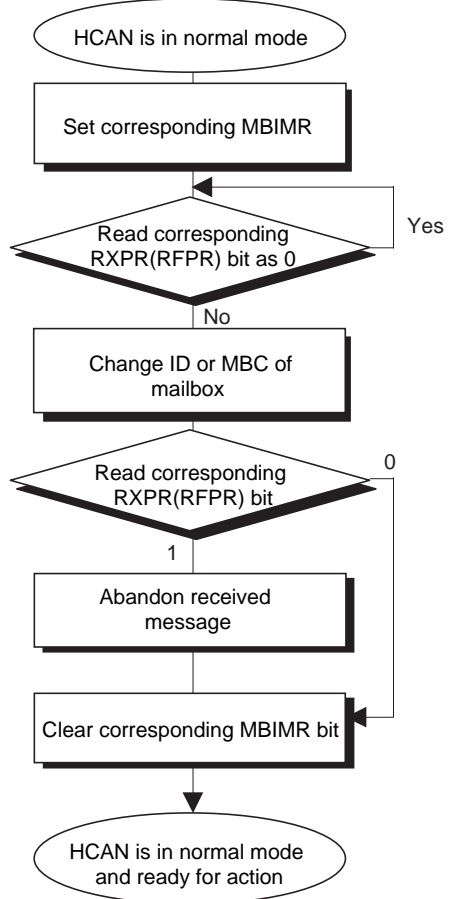 HCAN is in normal mode
Set corresponding MBIMR
Yes
Read corresponding
RXPR(RFPR) bit as 0
No
Change ID or MBC of
mailbox
0
Read corresponding
RXPR(RFPR) bit
1
Abandon received
message
Clear corresponding MBIMR bit
HCAN is in normal mode
and ready for action